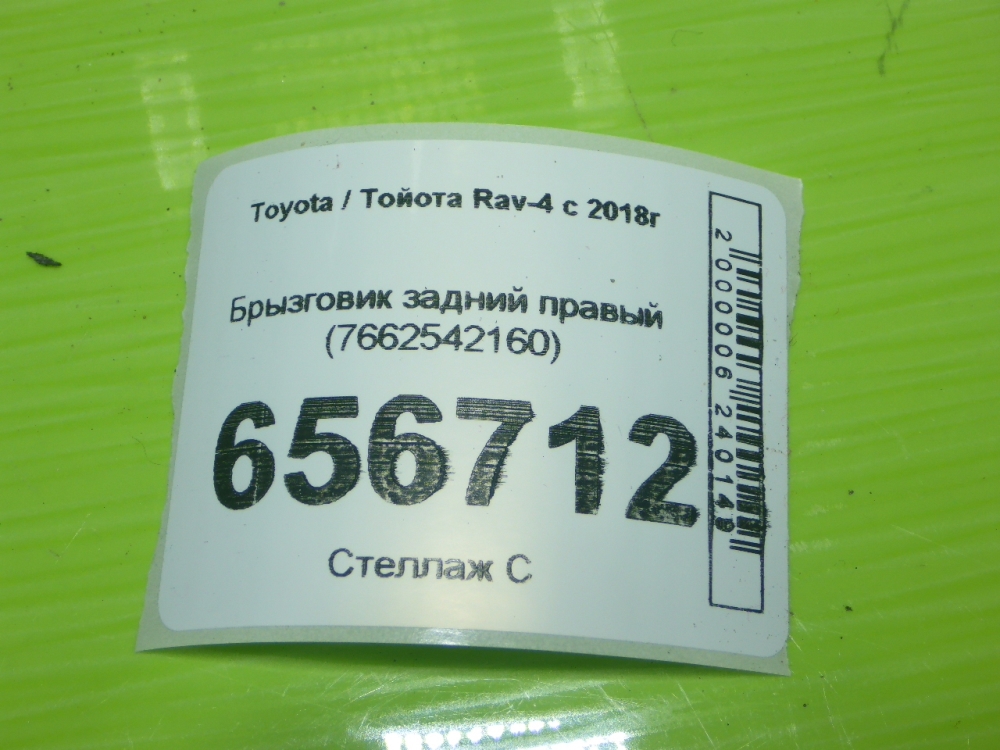 Toyota / Тойота Rav-4 с 2018г
Брызговик задний правый
(7662542160)
656712
Стеллаж С
2000006240149